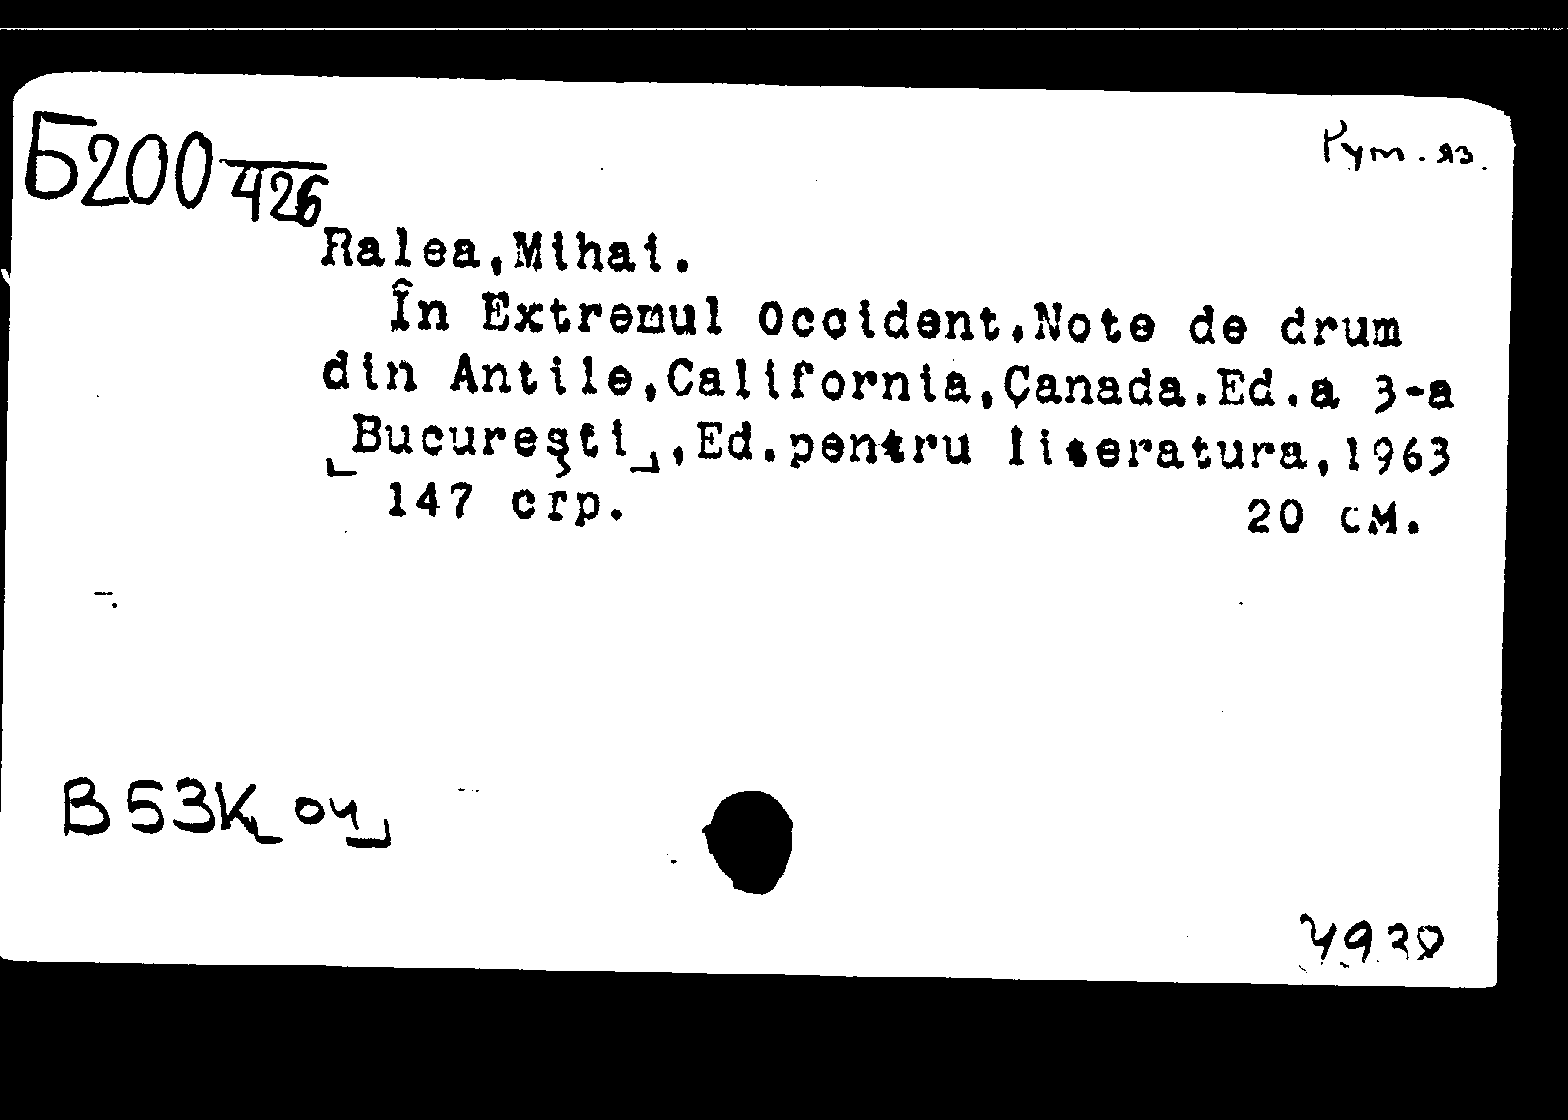 Б200/426
Рум. яз.
Ralea,Mihai.
În Extremul Occident.Note de drum
din Antile,California,Canada.Ed.a 3-a
[București],Ed.pentru literatura,1963
147 стр. 20 см.
В53К[04]